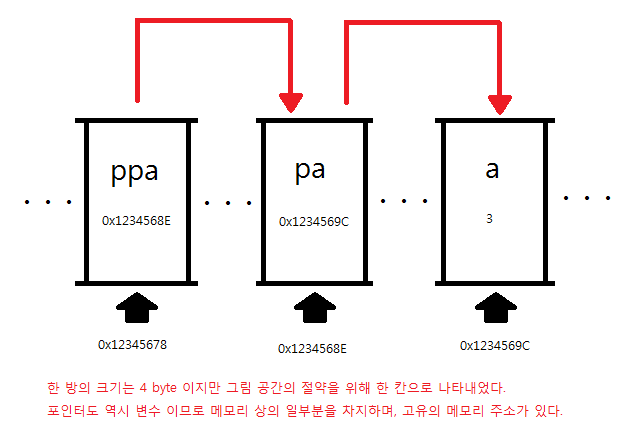 ppa
pa
a
0x1234568E
0x1234569C
3
. . .
. . .
. . .
. . .
0x12345678
0x1234568E
0x1234569C
한 방의 크기는 4 byte 이지만 그림 공간의 절약을 위해 한 칸으로 나타내었다.
포인터도 역시 변수 이므로 메모리 상의 일부분을 차지하며, 고유의 메모리 주소가 있다.